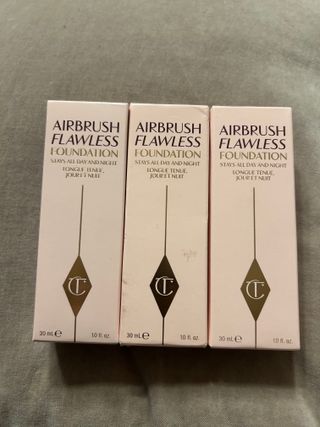 AIRBRUSH
FLAWLESS
FOUNDATION
STAYS ALL DAY AND NIGHT
LONGUE TENUE,
JOUR ET NUIT
CT
30 mL e 1.0 fl. oz.
AIRBRUSH
FLAWLESS
FOUNDATION
STAYS ALL DAY AND NIGHT
LONGUE TENUE,
JOUR ET NUIT
CT
30 mL e 1.0 fl. oz.
AIRBRUSH
FLAWLESS
FOUNDATION
STAYS ALL DAY AND NIGHT
LONGUE TENUE,
JOUR ET NUIT
CT
30 mL e 1.0 fl. oz.